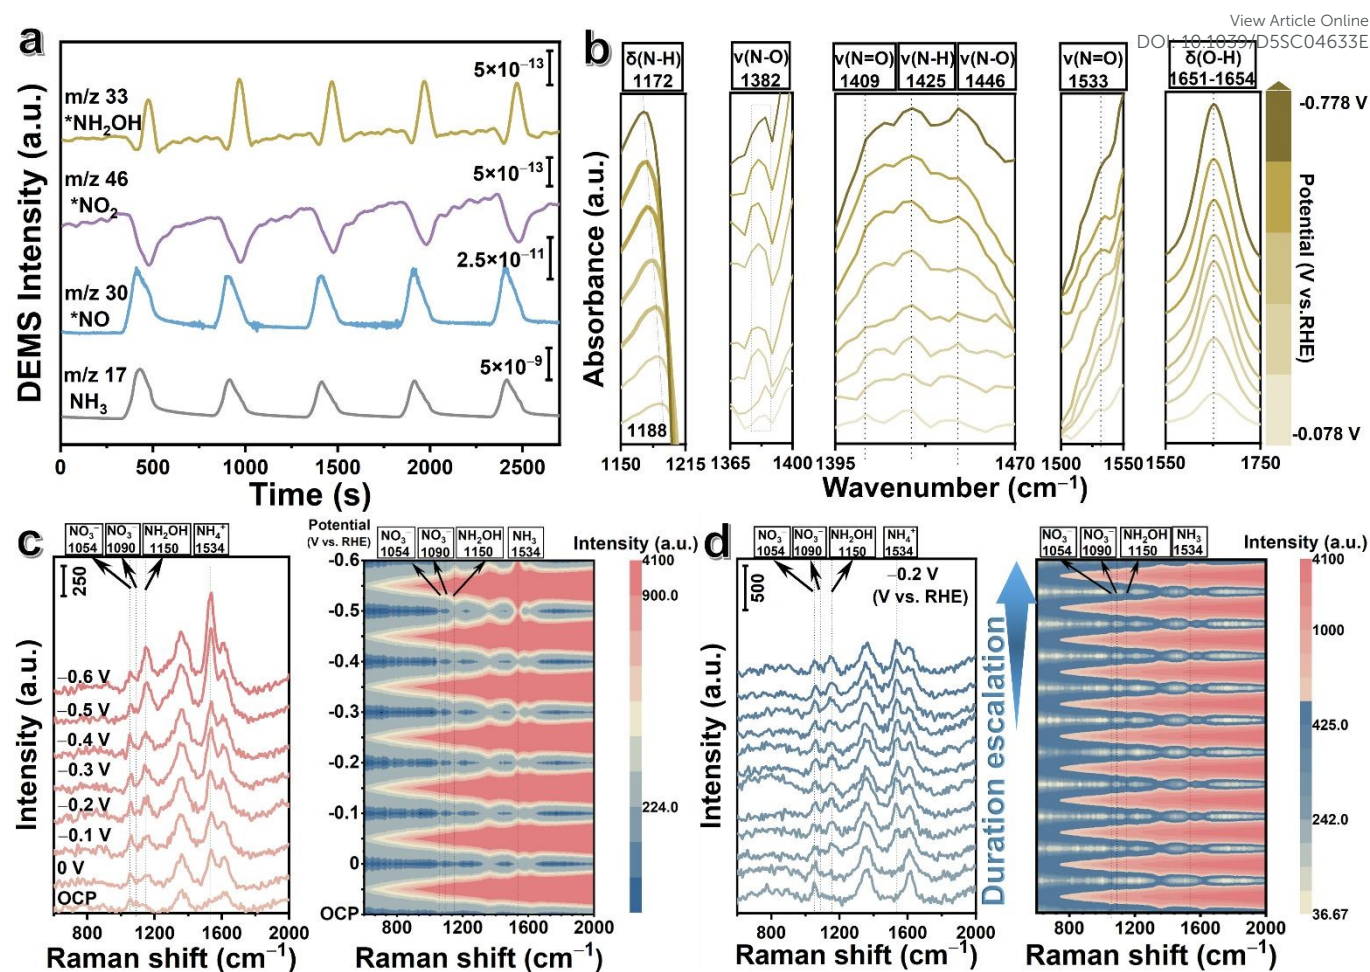 View Article Online
DOI: 10.1039/D5SC04633E
a
DEMS Intensity (a.u.)
m/z 33
*NH₂OH
5×10⁻¹³
m/z 46
*NO₂
5×10⁻¹³
m/z 30
*NO
2.5×10⁻¹¹
m/z 17
NH₃
5×10⁻⁹
0 500 1000 1500 2000 2500
Time (s)
b
Absorbance (a.u.)
δ(N-H)
1172
ν(N-O)
1382
ν(N=O)
1409
ν(N-H)
1425
ν(N-O)
1446
ν(N=O)
1533
δ(O-H)
1651-1654
1188
-0.778 V
Potential (V vs.RHE)
-0.078 V
1150 1215
1365 1400
1395 1470
1500 1550
1550 1750
Wavenumber (cm⁻¹)
c
Intensity (a.u.)
NO₃⁻
1054
NO₃⁻
1090
NH₂OH
1150
NH₄⁺
1534
250
−0.6 V
−0.5 V
−0.4 V
−0.3 V
−0.2 V
−0.1 V
0 V
OCP
800 1200 1600 2000
Raman shift (cm⁻¹)
Potential
(V vs. RHE)
NO₃⁻
1054
NO₃⁻
1090
NH₂OH
1150
NH₃
1534
Intensity (a.u.)
-0.6
-0.5
-0.4
-0.3
-0.2
-0.1
0
OCP
4100
900.0
224.0
800 1200 1600 2000
Raman shift (cm⁻¹)
d
Intensity (a.u.)
NO₃⁻
1054
NO₃⁻
1090
NH₂OH
1150
NH₄⁺
1534
500
−0.2 V
(V vs. RHE)
800 1200 1600 2000
Raman shift (cm⁻¹)
Duration escalation
NO₃⁻
1054
NO₃⁻
1090
NH₂OH
1150
NH₃
1534
Intensity (a.u.)
4100
1000
425.0
242.0
36.67
800 1200 1600 2000
Raman shift (cm⁻¹)